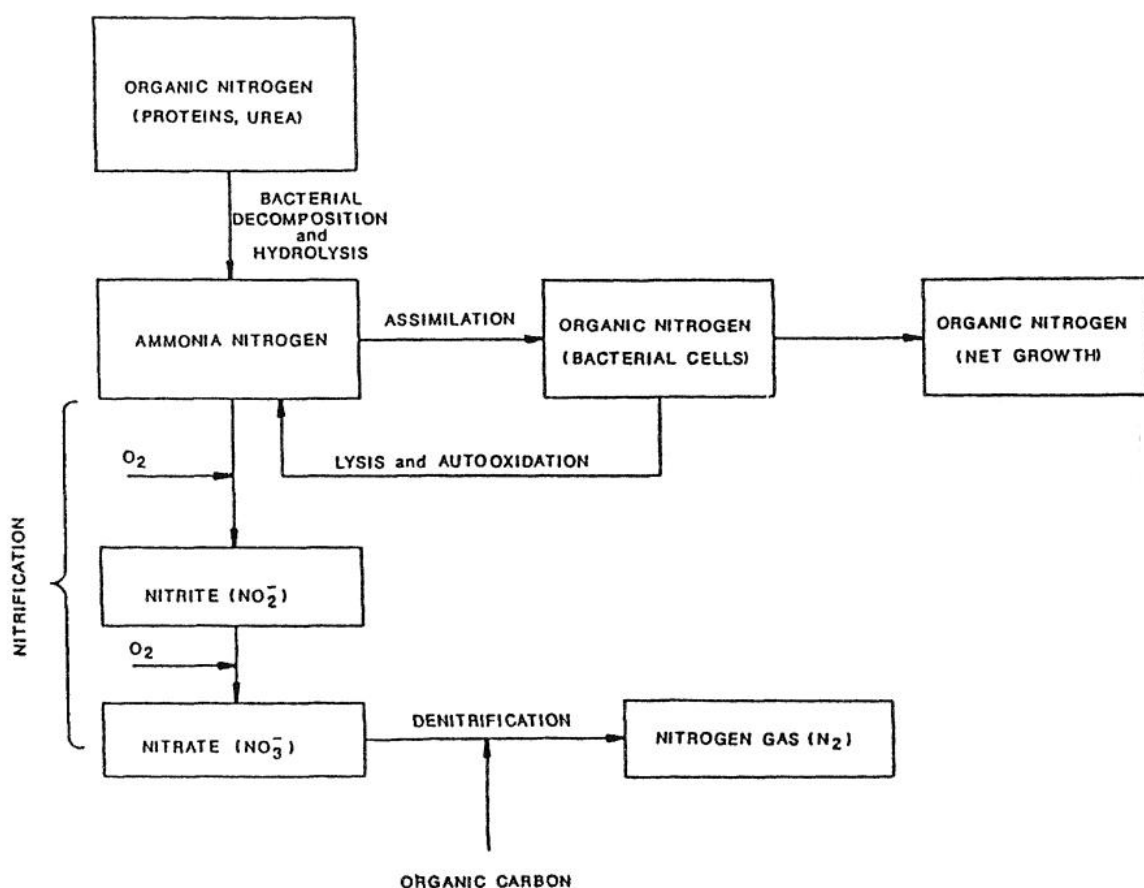 ORGANIC NITROGEN
(PROTEINS, UREA)
BACTERIAL
DECOMPOSITION
and
HYDROLYSIS
AMMONIA NITROGEN
ASSIMILATION
ORGANIC NITROGEN
(BACTERIAL CELLS)
ORGANIC NITROGEN
(NET GROWTH)
O₂
LYSIS and AUTOOXIDATION
NITRIFICATION
NITRITE (NO₂⁻)
O₂
NITRATE (NO₃⁻)
DENITRIFICATION
NITROGEN GAS (N₂)
ORGANIC CARBON